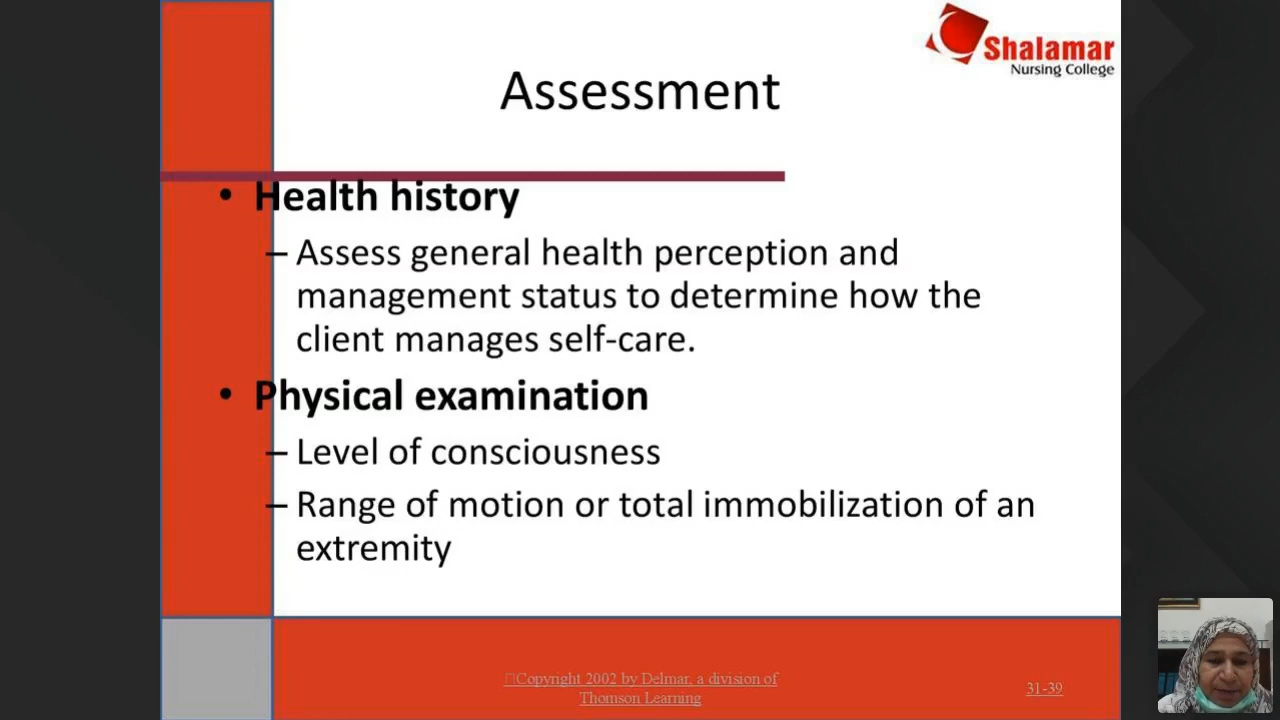 Shalamar
Nursing College
Assessment
• Health history
– Assess general health perception and
management status to determine how the
client manages self-care.
• Physical examination
– Level of consciousness
– Range of motion or total immobilization of an
extremity
Copyright 2002 by Delmar, a division of
Thomson Learning
31-39